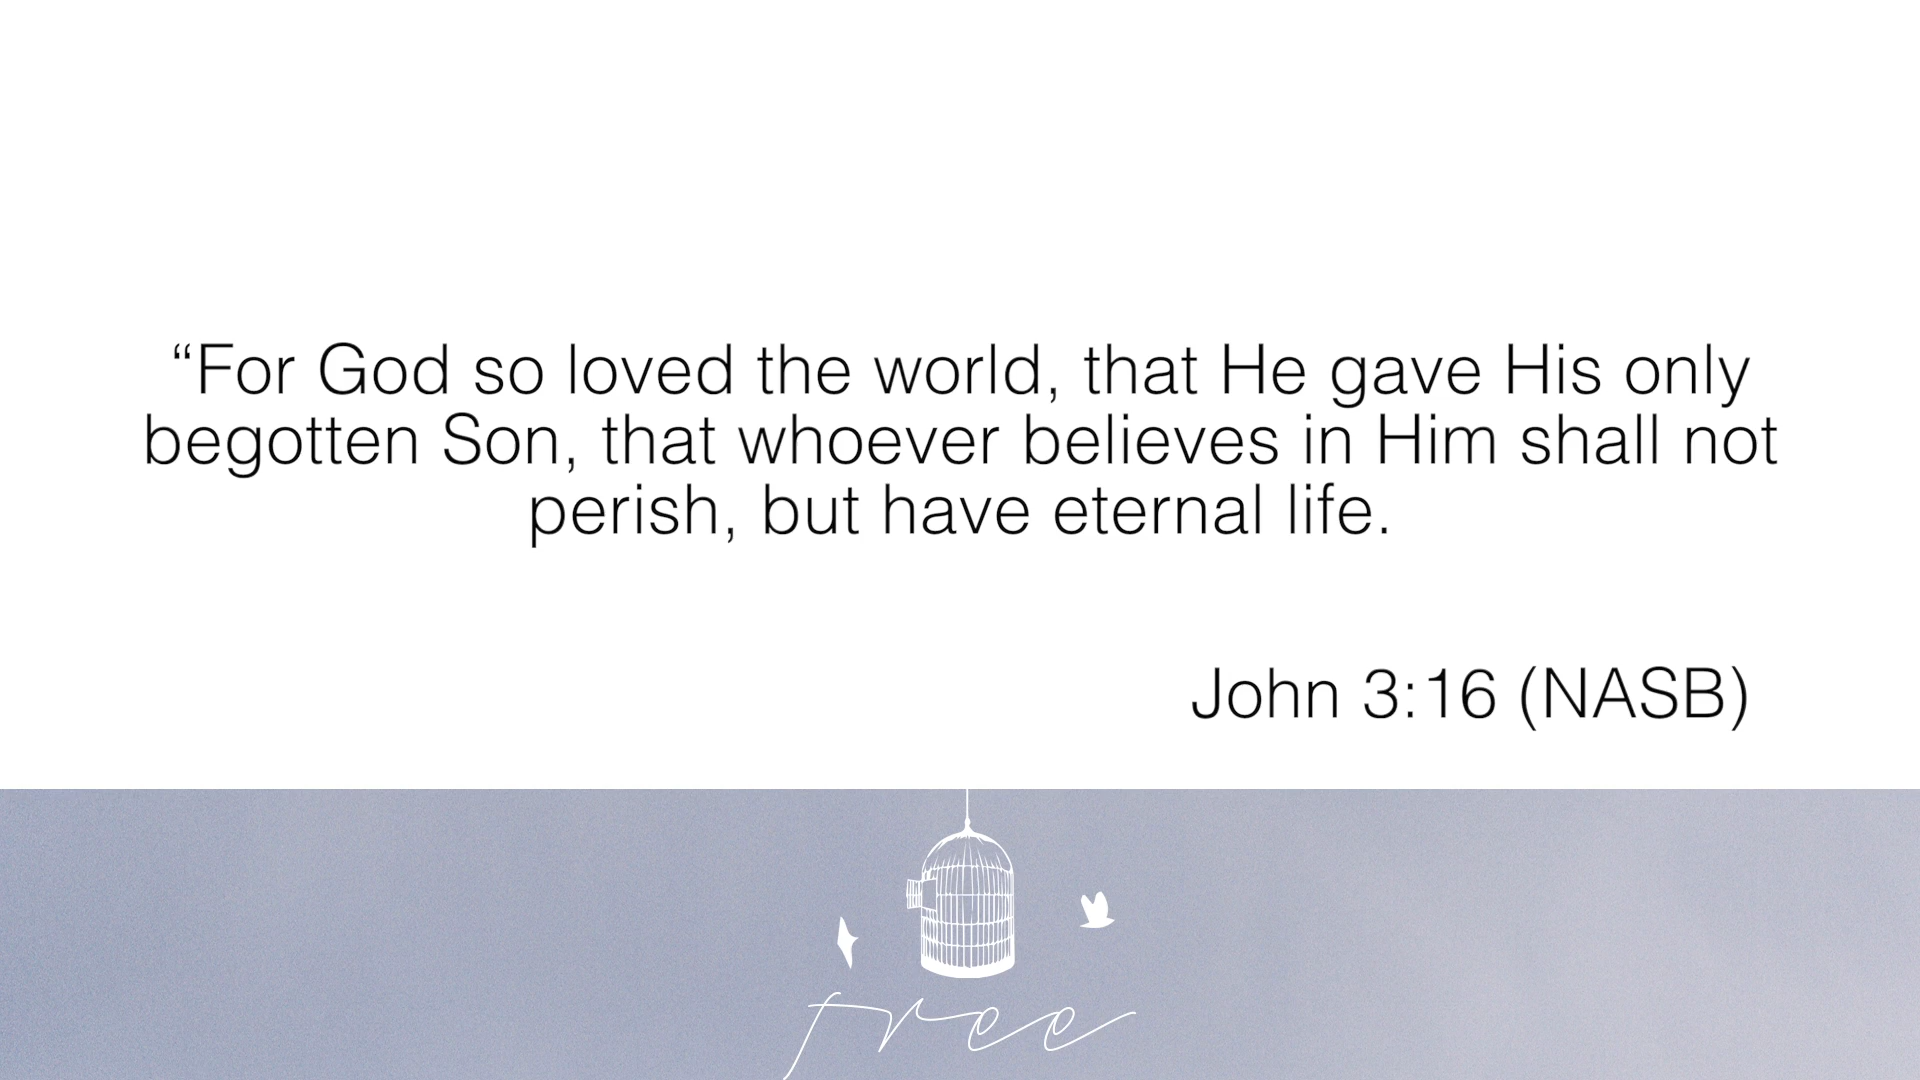 “For God so loved the world, that He gave His only
begotten Son, that whoever believes in Him shall not
perish, but have eternal life.
John 3:16 (NASB)
free